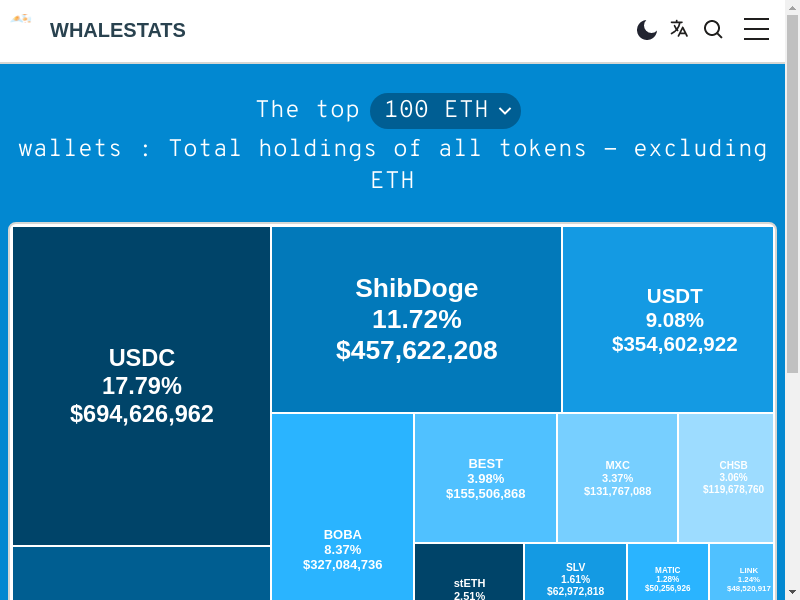 WHALESTATS
The top 100 ETH
wallets : Total holdings of all tokens – excluding
ETH
USDC
17.79%
$694,626,962
ShibDoge
11.72%
$457,622,208
USDT
9.08%
$354,602,922
BOBA
8.37%
$327,084,736
BEST
3.98%
$155,506,868
MXC
3.37%
$131,767,088
CHSB
3.06%
$119,678,760
stETH
2.51%
SLV
1.61%
$62,972,818
MATIC
1.28%
$50,256,926
LINK
1.24%
$48,520,917